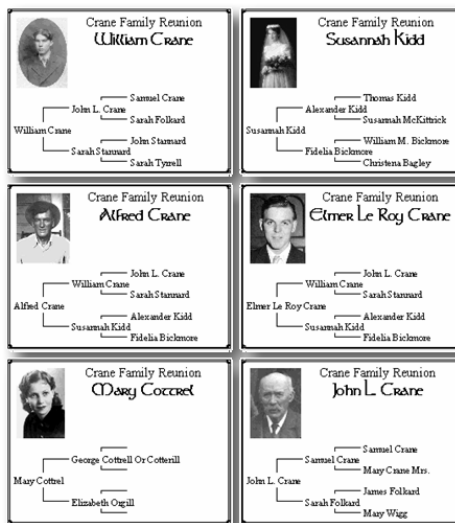 Crane Family Reunion
William Crane
Samuel Crane
John L. Crane
Sarah Folkard
William Crane
John Stannard
Sarah Stannard
Sarah Tyrell
Crane Family Reunion
Susannah Kidd
Thomas Kidd
Alexander Kidd
Susannah McKittrick
Susannah Kidd
William M. Bickmore
Fidelia Bickmore
Christena Bagley
Crane Family Reunion
Alfred Crane
John L. Crane
William Crane
Sarah Stannard
Alfred Crane
Alexander Kidd
Susannah Kidd
Fidelia Bickmore
Crane Family Reunion
Elmer Le Roy Crane
John L. Crane
William Crane
Sarah Stannard
Elmer Le Roy Crane
Alexander Kidd
Susannah Kidd
Fidelia Bickmore
Crane Family Reunion
Mary Cottrel
George Cottrell Or Cotterill
Mary Cottrel
Elizabeth Orgill
Crane Family Reunion
John L. Crane
Samuel Crane
Samuel Crane
Mary Crane Mrs.
John L. Crane
James Folkard
Sarah Folkard
Mary Wigg